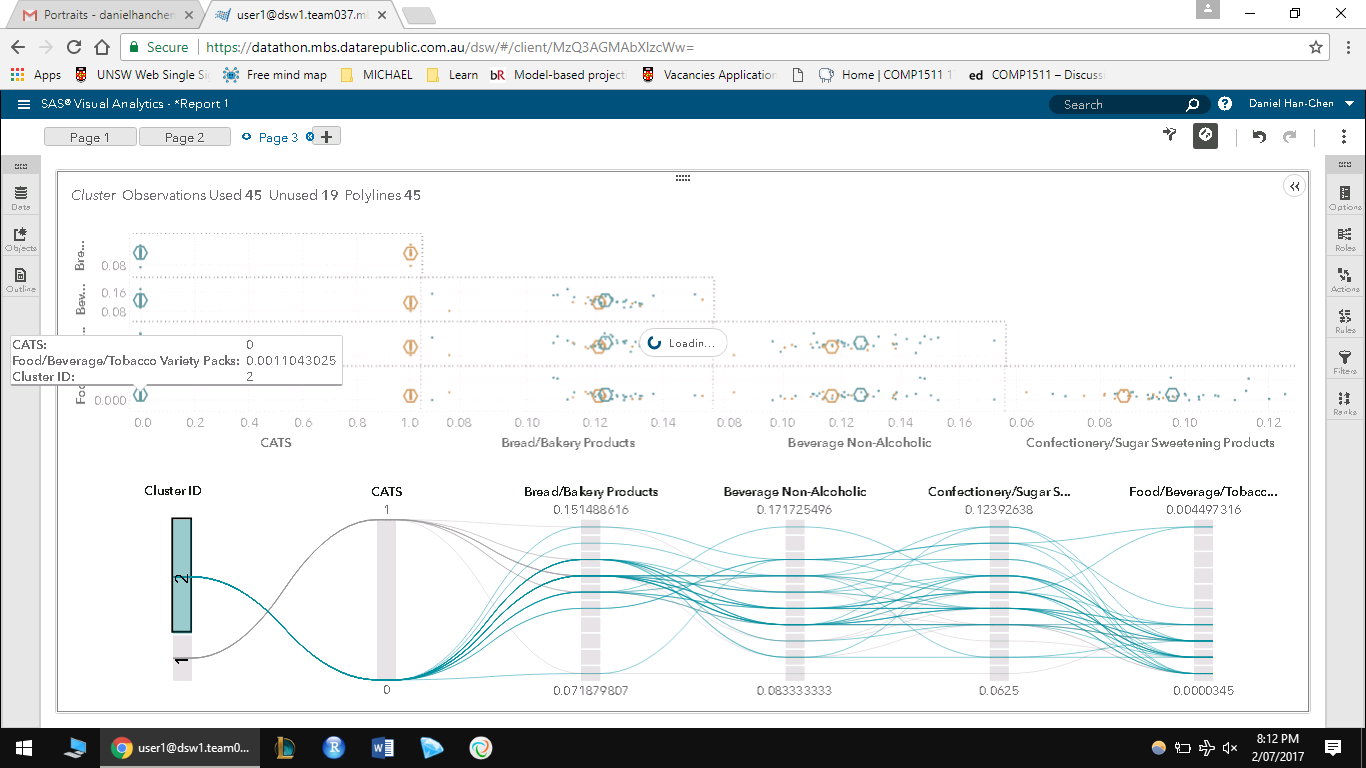 Portraits - danielhanchen
user1@dsw1.team037.m
Secure https://datathon.mbs.datarepublic.com.au/dsw/#/client/MzQ3AGMAbXIzcWw=
Apps UNSW Web Single Si Free mind map MICHAEL Learn bR Model-based project Vacancies Application Home | COMP1511 1 ed COMP1511 – Discuss
SAS® Visual Analytics - *Report 1 Search Daniel Han-Chen
Page 1 Page 2 Page 3
Cluster Observations Used 45 Unused 19 Polylines 45
Data
Objects
Outline
Options
Roles
Actions
Rules
Filters
Ranks
Bre...
0.08
Bev...
0.16
0.08
Loadin...
CATS: 0
Food/Beverage/Tobacco Variety Packs: 0.0011043025
Cluster ID: 2
0.000
0.0 0.2 0.4 0.6 0.8 1.0 0.08 0.10 0.12 0.14 0.08 0.10 0.12 0.14 0.16 0.06 0.08 0.10 0.12
CATS Bread/Bakery Products Beverage Non-Alcoholic Confectionery/Sugar Sweetening Products
Cluster ID CATS Bread/Bakery Products Beverage Non-Alcoholic Confectionery/Sugar S... Food/Beverage/Tobacc...
1 0.151488616 0.171725496 0.12392638 0.004497316
2
1
0 0.071879807 0.083333333 0.0625 0.0000345
user1@dsw1.team0...
8:12 PM
2/07/2017